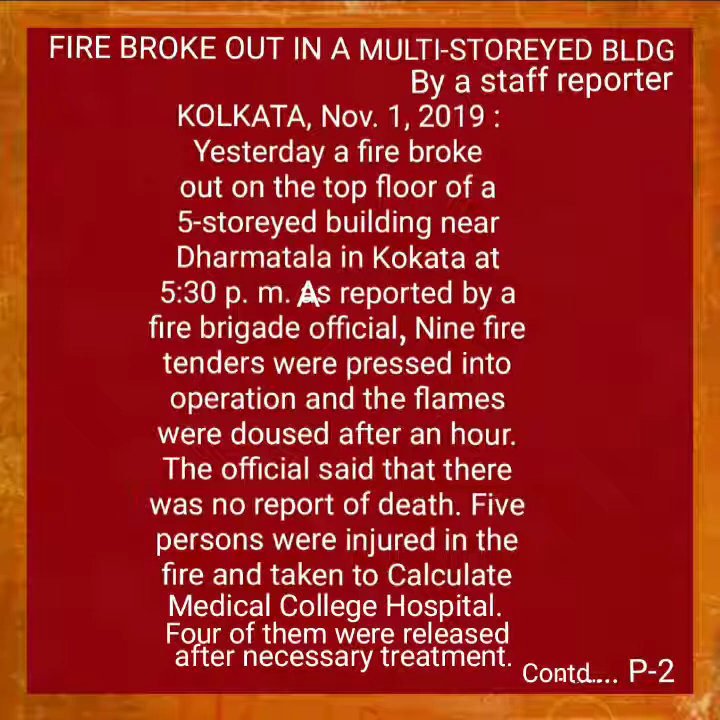 FIRE BROKE OUT IN A MULTI-STOREYED BLDG
By a staff reporter
KOLKATA, Nov. 1, 2019 :
Yesterday a fire broke
out on the top floor of a
5-storeyed building near
Dharmatala in Kokata at
5:30 p. m. As reported by a
fire brigade official, Nine fire
tenders were pressed into
operation and the flames
were doused after an hour.
The official said that there
was no report of death. Five
persons were injured in the
fire and taken to Calculate
Medical College Hospital.
Four of them were released
after necessary treatment.
Contd.... P-2